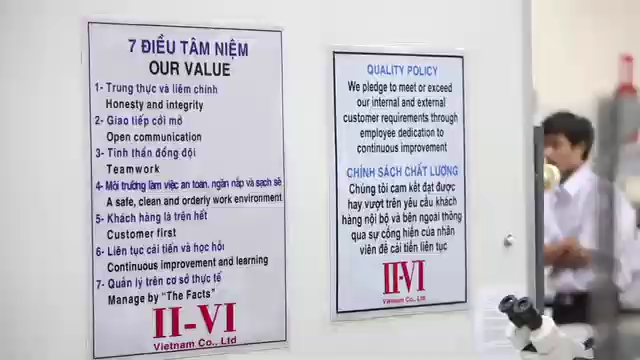 7 ĐIỀU TÂM NIỆM
OUR VALUE
1- Trung thực và liêm chính
Honesty and integrity
2- Giao tiếp cởi mở
Open communication
3- Tinh thần đồng đội
Teamwork
4- Môi trường làm việc an toàn, ngăn nắp và sạch sẽ
A safe, clean and orderly work environment
5- Khách hàng là trên hết
Customer first
6- Liên tục cải tiến và học hỏi
Continuous improvement and learning
7- Quản lý trên cơ sở thực tế
Manage by "The Facts"
II-VI
Vietnam Co., Ltd
QUALITY POLICY
We pledge to meet or exceed
our internal and external
customer requirements through
employee dedication to
continuous improvement
CHÍNH SÁCH CHẤT LƯỢNG
Chúng tôi cam kết đạt được
hay vượt trên yêu cầu khách
hàng nội bộ và bên ngoài thông
qua sự cống hiến của nhân
viên để cải tiến liên tục
II-VI
Vietnam Co., Ltd